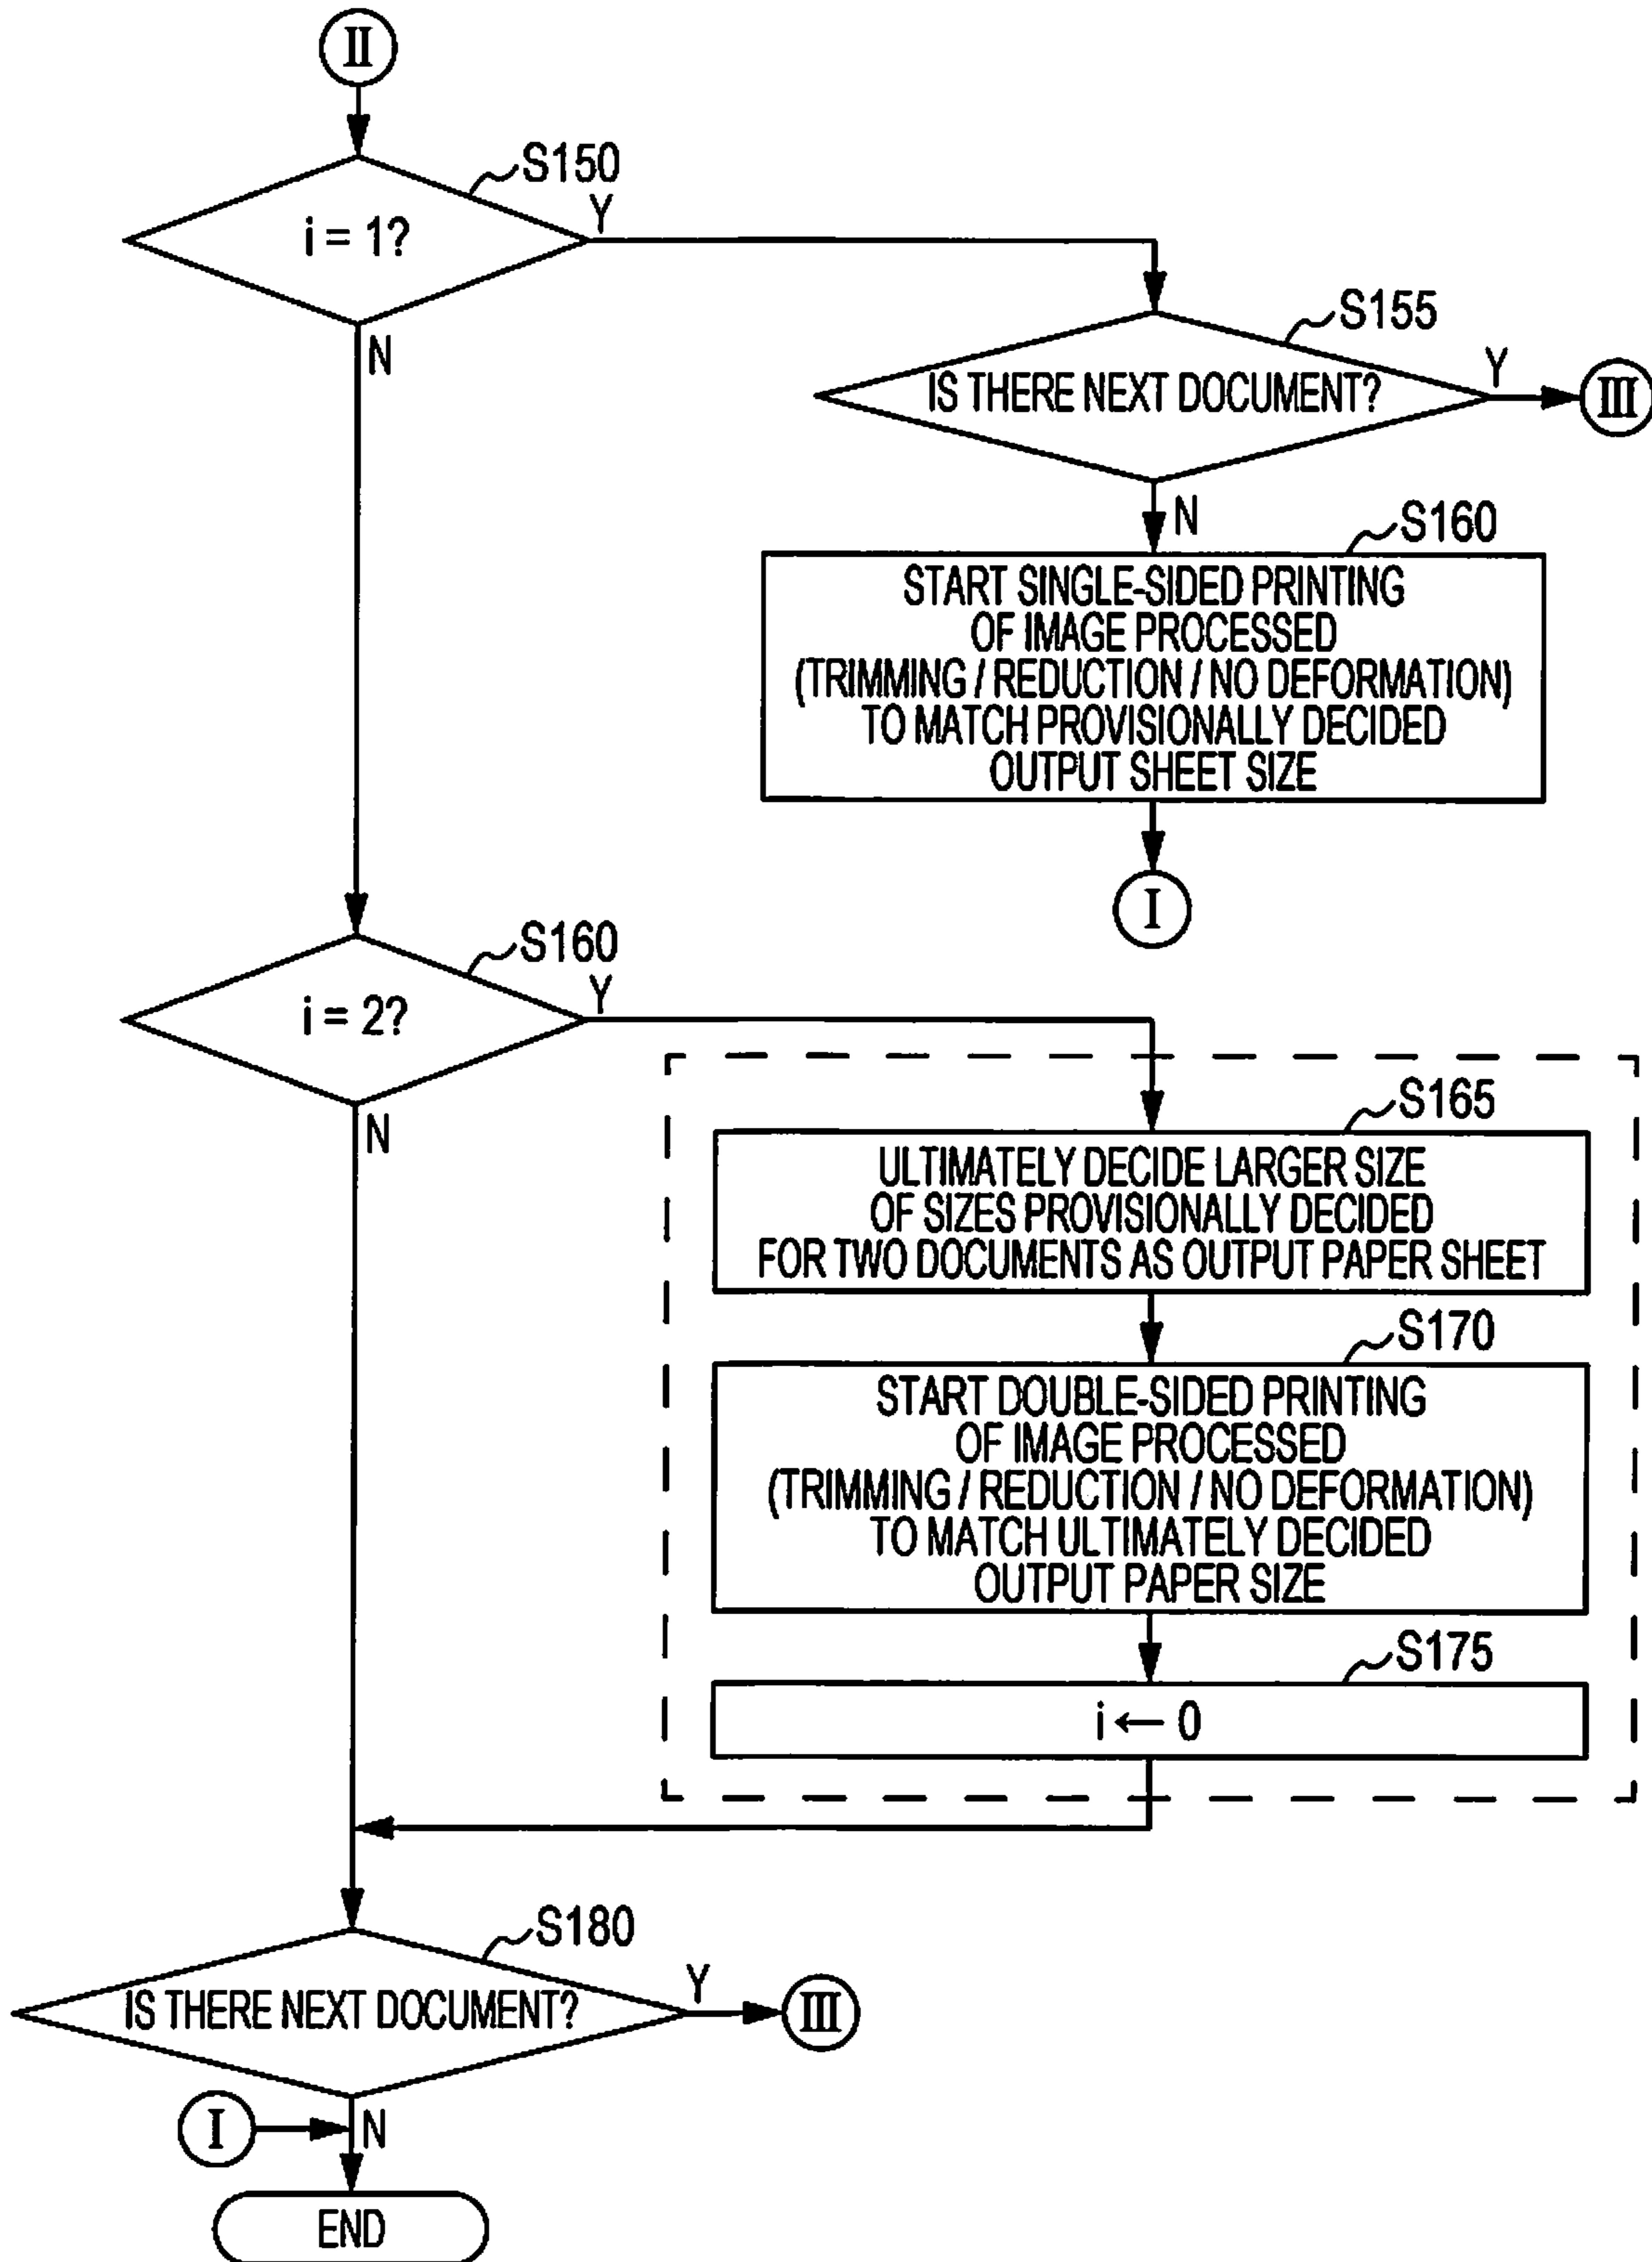 II
S150
i = 1?
Y
N
S155
IS THERE NEXT DOCUMENT?
Y
III
N
S160
START SINGLE-SIDED PRINTING
OF IMAGE PROCESSED
(TRIMMING / REDUCTION / NO DEFORMATION)
TO MATCH PROVISIONALLY DECIDED
OUTPUT SHEET SIZE
I
S160
i = 2?
Y
N
S165
ULTIMATELY DECIDE LARGER SIZE
OF SIZES PROVISIONALLY DECIDED
FOR TWO DOCUMENTS AS OUTPUT PAPER SHEET
S170
START DOUBLE-SIDED PRINTING
OF IMAGE PROCESSED
(TRIMMING / REDUCTION / NO DEFORMATION)
TO MATCH ULTIMATELY DECIDED
OUTPUT PAPER SIZE
S175
i ← 0
S180
IS THERE NEXT DOCUMENT?
Y
III
I
N
END